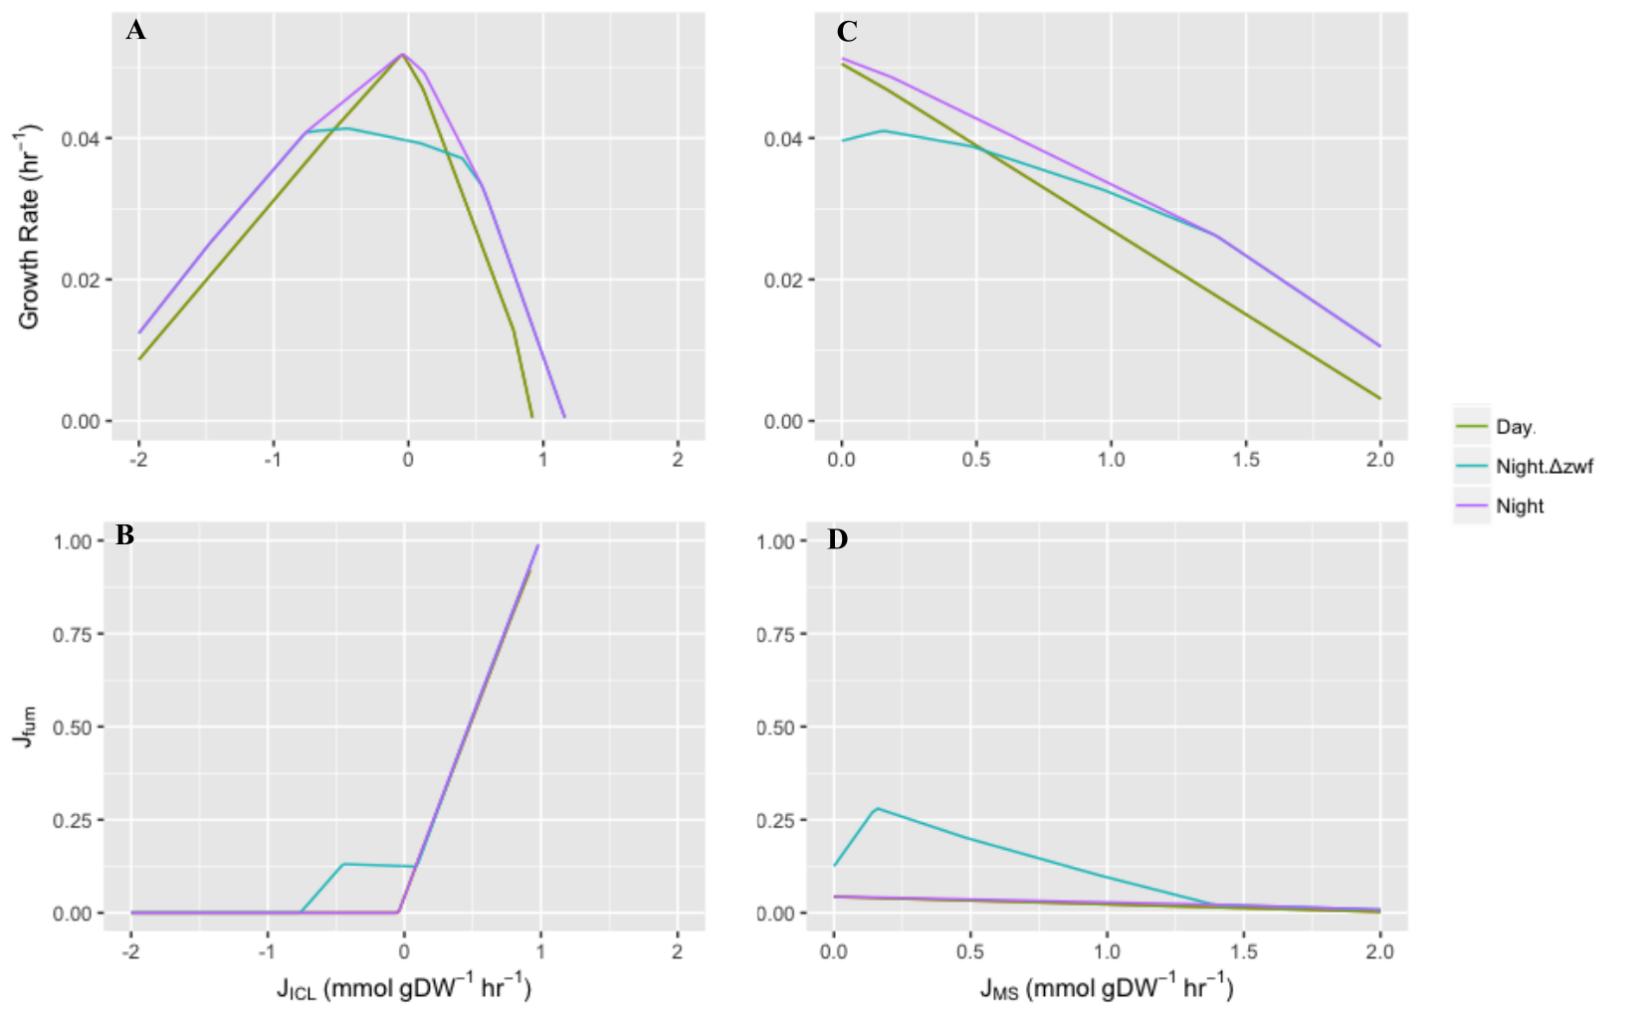 A
Growth Rate (hr⁻¹)
0.04
0.02
0.00
-2 -1 0 1 2
C
0.04
0.02
0.00
0.0 0.5 1.0 1.5 2.0
Day.
Night.Δzwf
Night
B
J_fum
1.00
0.75
0.50
0.25
0.00
-2 -1 0 1 2
J_ICL (mmol gDW⁻¹ hr⁻¹)
D
1.00
0.75
0.50
0.25
0.00
0.0 0.5 1.0 1.5 2.0
J_MS (mmol gDW⁻¹ hr⁻¹)